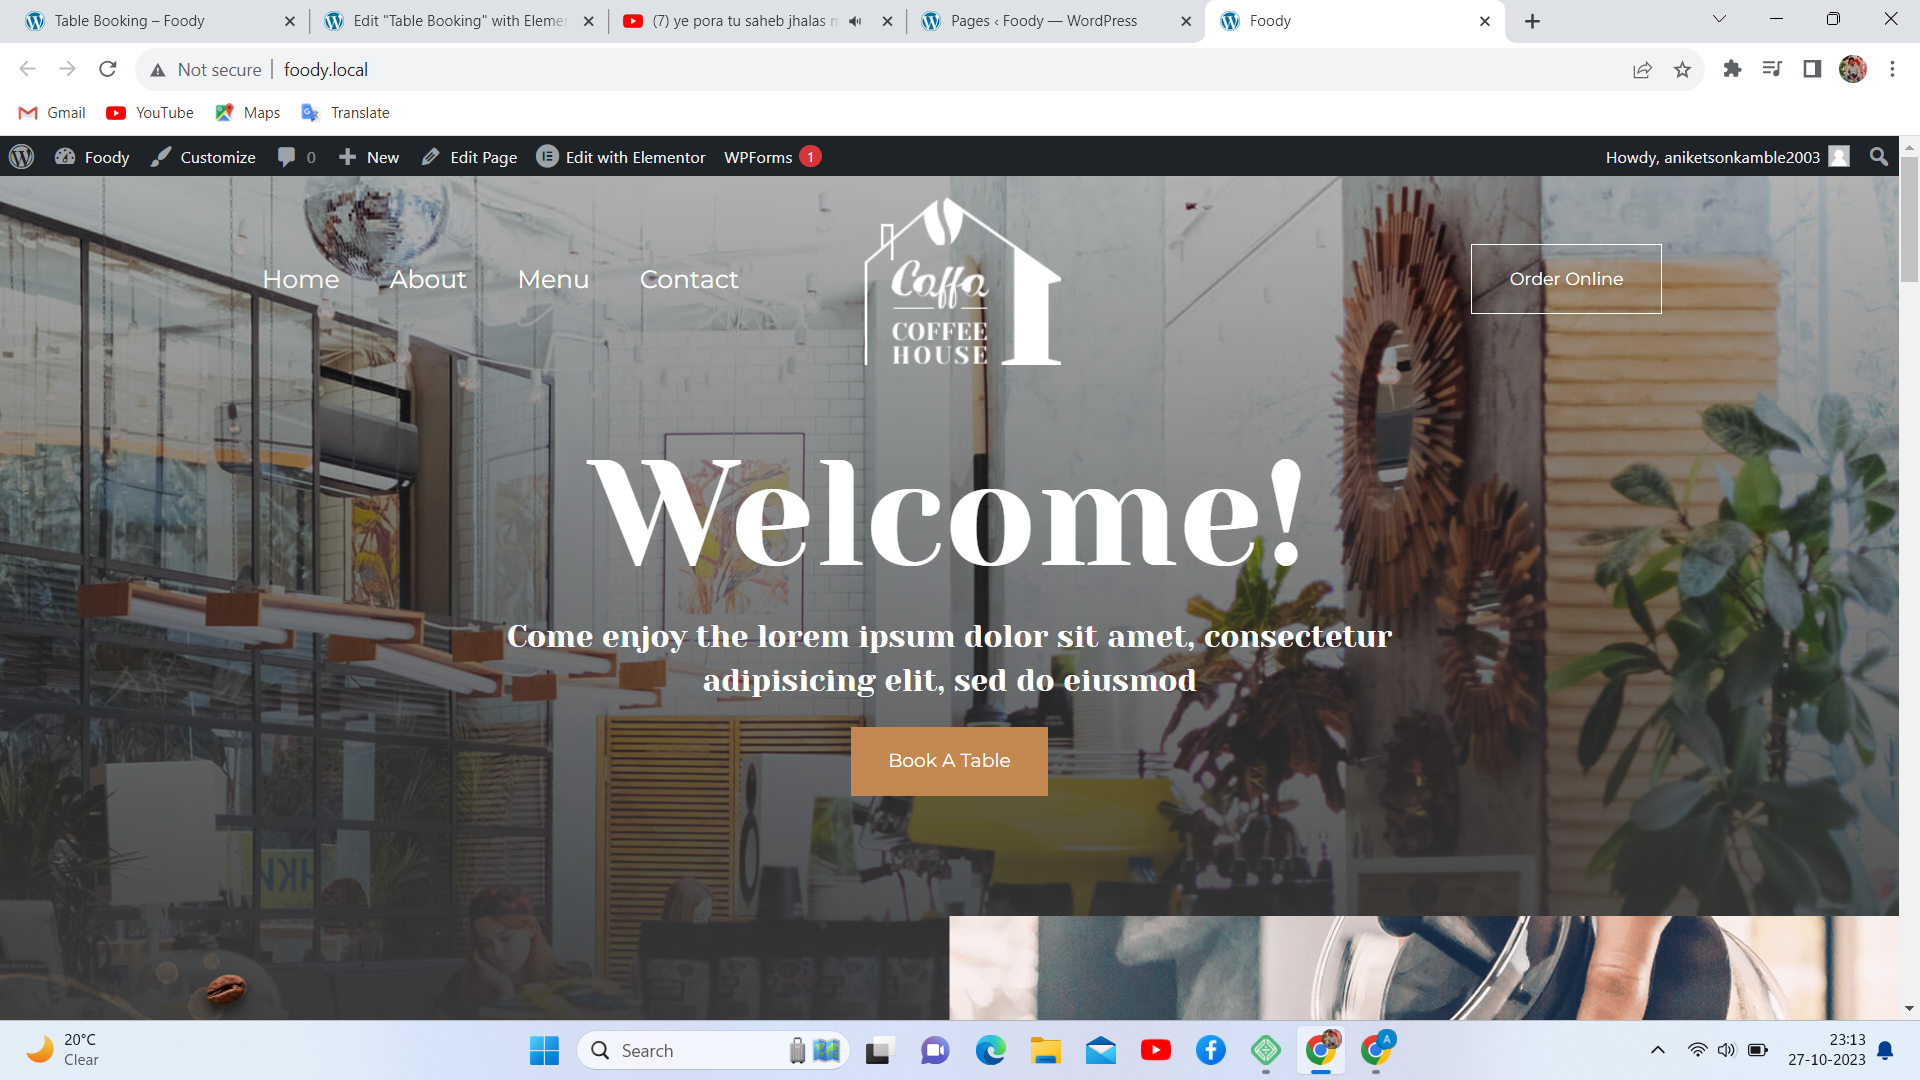 Table Booking – Foody
Edit "Table Booking" with Eleme
(7) ye pora tu saheb jhalas
Pages ‹ Foody — WordPress
Foody
Not secure
foody.local
Gmail
YouTube
Maps
Translate
Foody
Customize
0
New
Edit Page
Edit with Elementor
WPForms
1
Howdy, aniketsonkamble2003
Home
About
Menu
Contact
Caffa
COFFEE
HOUSE
Order Online
Welcome!
Come enjoy the lorem ipsum dolor sit amet, consectetur
adipisicing elit, sed do eiusmod
Book A Table
20°C
Clear
Search
A
23:13
27-10-2023